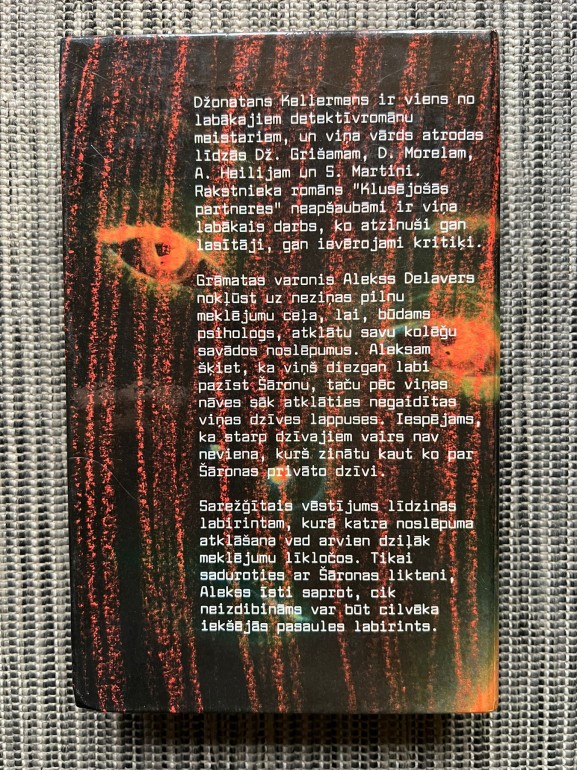 Džonatans Kellermens ir viens no
labākajiem detektīvromānu
meistariem, un viņa vārds atrodas
līdzās Dž. Grišamam, D. Morelam,
A. Heilijam un S. Martini.
Rakstnieka romāns "Klusējošās
partneres" neapšaubāmi ir viņa
labākais darbs, ko atzinuši gan
lasītāji, gan ievērojami kritiķi.
Grāmatas varonis Alekss Delavers
nokļūst uz neziņas pilnu
meklējumu ceļa, lai, būdams
psihologs, atklātu savu kolēģu
savādos noslēpumus. Aleksam
šķiet, ka viņš diezgan labi
pazīst Šāronu, taču pēc viņas
nāves sāk atklāties negaidītas
viņas dzīves lappuses. Iespējams,
ka starp dzīvajiem vairs nav
neviena, kurš zinātu kaut ko par
Šāronas privāto dzīvi.
Sarežģītais vēstījums līdzinās
labirintam, kurā katra noslēpuma
atklāšana ved arvien dziļāk
meklējumu līkločos. Tikai
saduroties ar Šāronas likteni,
Alekss īsti saprot, cik
neizdibināms var būt cilvēka
iekšējās pasaules labirints.